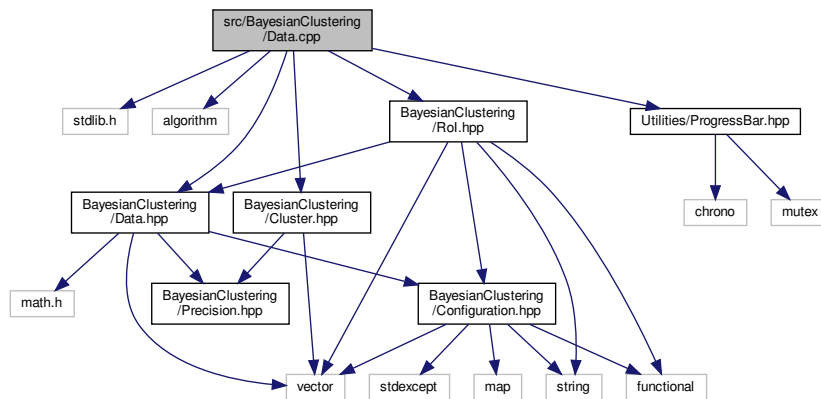 src/BayesianClustering
/Data.cpp
stdlib.h
algorithm
BayesianClustering
/RoI.hpp
Utilities/ProgressBar.hpp
BayesianClustering
/Data.hpp
BayesianClustering
/Cluster.hpp
chrono
mutex
math.h
BayesianClustering
/Precision.hpp
BayesianClustering
/Configuration.hpp
vector
stdexcept
map
string
functional